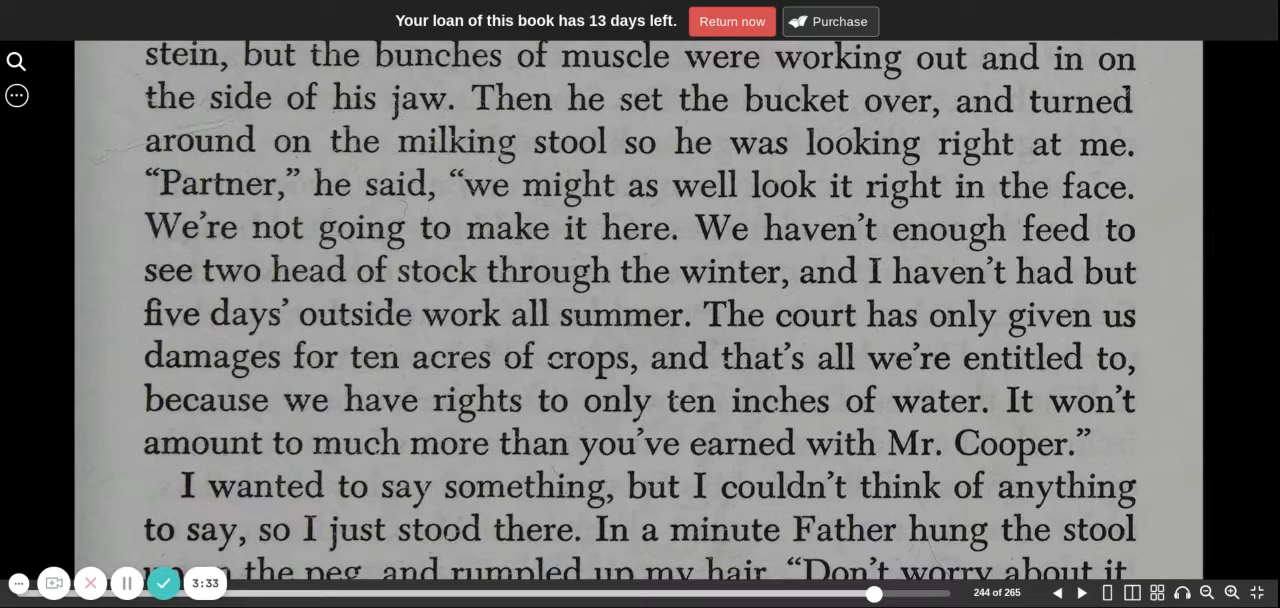 Your loan of this book has 13 days left. Return now Purchase
stein, but the bunches of muscle were working out and in on
the side of his jaw. Then he set the bucket over, and turned
around on the milking stool so he was looking right at me.
“Partner,” he said, “we might as well look it right in the face.
We’re not going to make it here. We haven’t enough feed to
see two head of stock through the winter, and I haven’t had but
five days’ outside work all summer. The court has only given us
damages for ten acres of crops, and that’s all we’re entitled to,
because we have rights to only ten inches of water. It won’t
amount to much more than you’ve earned with Mr. Cooper.”
I wanted to say something, but I couldn’t think of anything
to say, so I just stood there. In a minute Father hung the stool
the peg, and rumpled up my hair. “Don’t worry about it,
3:33
244 of 265